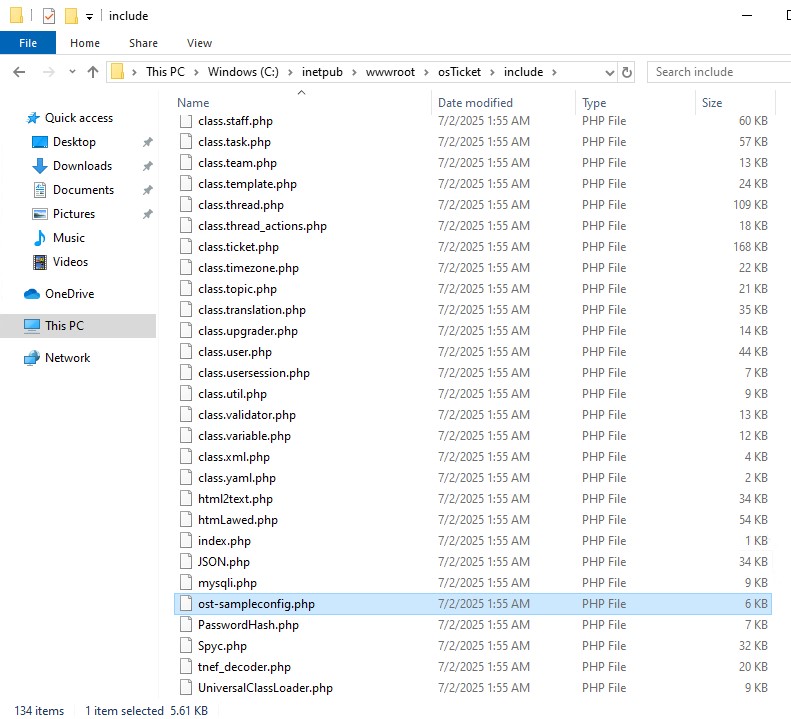 include
File Home Share View
This PC Windows (C:) inetpub wwwroot osTicket include Search include
Quick access
Desktop
Downloads
Documents
Pictures
Music
Videos
OneDrive
This PC
Network
Name Date modified Type Size
class.staff.php 7/2/2025 1:55 AM PHP File 60 KB
class.task.php 7/2/2025 1:55 AM PHP File 57 KB
class.team.php 7/2/2025 1:55 AM PHP File 13 KB
class.template.php 7/2/2025 1:55 AM PHP File 24 KB
class.thread.php 7/2/2025 1:55 AM PHP File 109 KB
class.thread_actions.php 7/2/2025 1:55 AM PHP File 18 KB
class.ticket.php 7/2/2025 1:55 AM PHP File 168 KB
class.timezone.php 7/2/2025 1:55 AM PHP File 22 KB
class.topic.php 7/2/2025 1:55 AM PHP File 21 KB
class.translation.php 7/2/2025 1:55 AM PHP File 35 KB
class.upgrader.php 7/2/2025 1:55 AM PHP File 14 KB
class.user.php 7/2/2025 1:55 AM PHP File 44 KB
class.usersession.php 7/2/2025 1:55 AM PHP File 7 KB
class.util.php 7/2/2025 1:55 AM PHP File 9 KB
class.validator.php 7/2/2025 1:55 AM PHP File 13 KB
class.variable.php 7/2/2025 1:55 AM PHP File 12 KB
class.xml.php 7/2/2025 1:55 AM PHP File 4 KB
class.yaml.php 7/2/2025 1:55 AM PHP File 2 KB
html2text.php 7/2/2025 1:55 AM PHP File 34 KB
htmLawed.php 7/2/2025 1:55 AM PHP File 54 KB
index.php 7/2/2025 1:55 AM PHP File 1 KB
JSON.php 7/2/2025 1:55 AM PHP File 34 KB
mysqli.php 7/2/2025 1:55 AM PHP File 9 KB
ost-sampleconfig.php 7/2/2025 1:55 AM PHP File 6 KB
PasswordHash.php 7/2/2025 1:55 AM PHP File 7 KB
Spyc.php 7/2/2025 1:55 AM PHP File 32 KB
tnef_decoder.php 7/2/2025 1:55 AM PHP File 20 KB
UniversalClassLoader.php 7/2/2025 1:55 AM PHP File 9 KB
134 items 1 item selected 5.61 KB